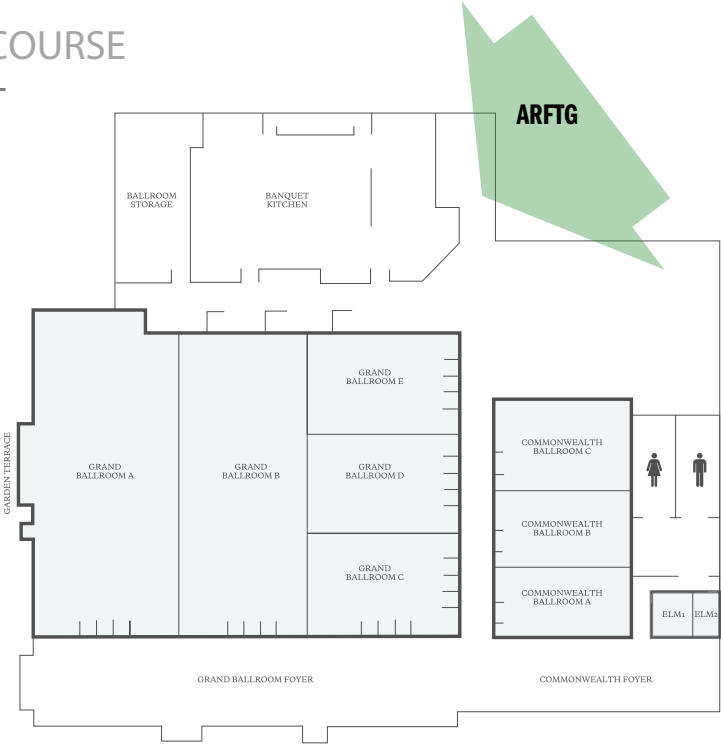 COURSE
ARFTG
BALLROOM
STORAGE
BANQUET
KITCHEN
GRAND
BALLROOM E
GARDEN TERRACE
GRAND
BALLROOM A
GRAND
BALLROOM B
GRAND
BALLROOM D
GRAND
BALLROOM C
COMMONWEALTH
BALLROOM C
COMMONWEALTH
BALLROOM B
COMMONWEALTH
BALLROOM A
ELM1
ELM2
GRAND BALLROOM FOYER
COMMONWEALTH FOYER